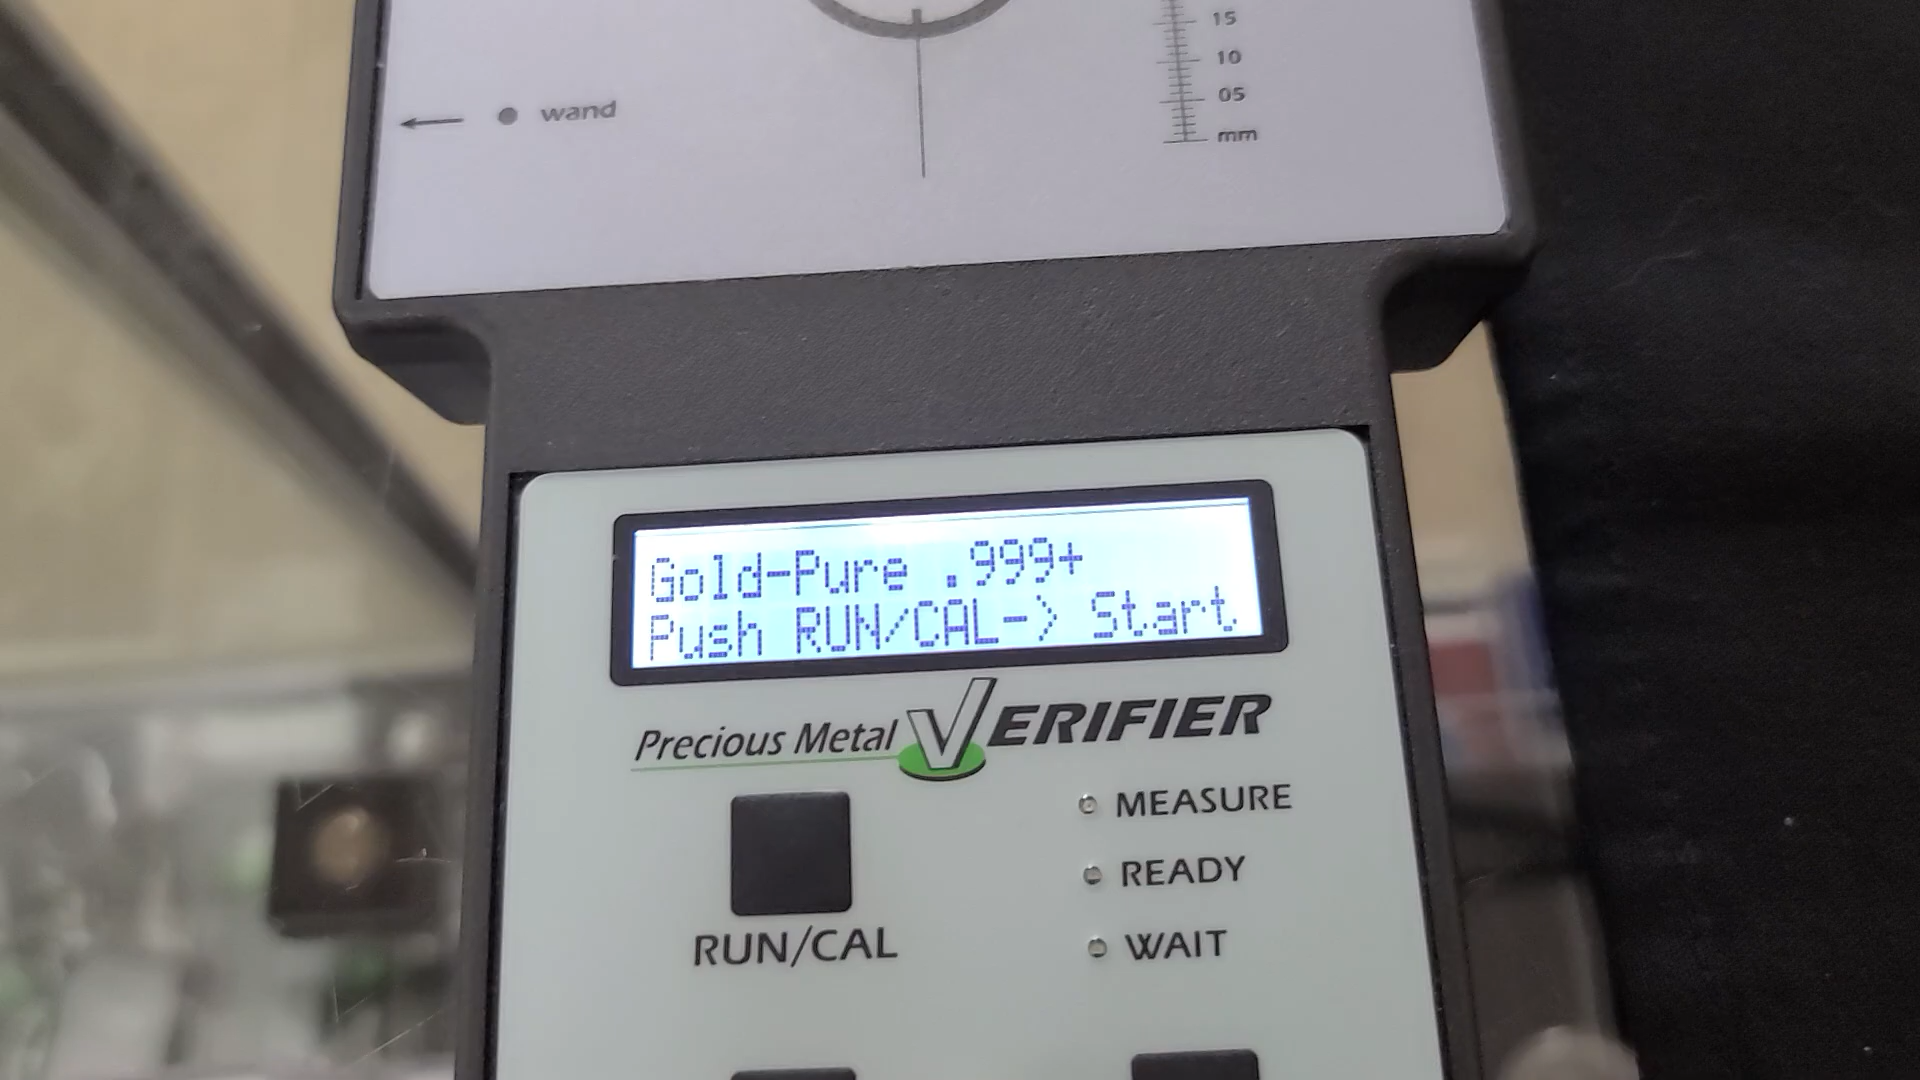 15
10
05
mm
wand
Gold-Pure .999+
Push RUN/CAL-> Start
Precious Metal VERIFIER
MEASURE
READY
WAIT
RUN/CAL